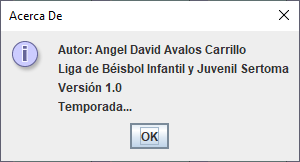 Acerca De
Autor: Angel David Avalos Carrillo
Liga de Béisbol Infantil y Juvenil Sertoma
Versión 1.0
Temporada...
OK